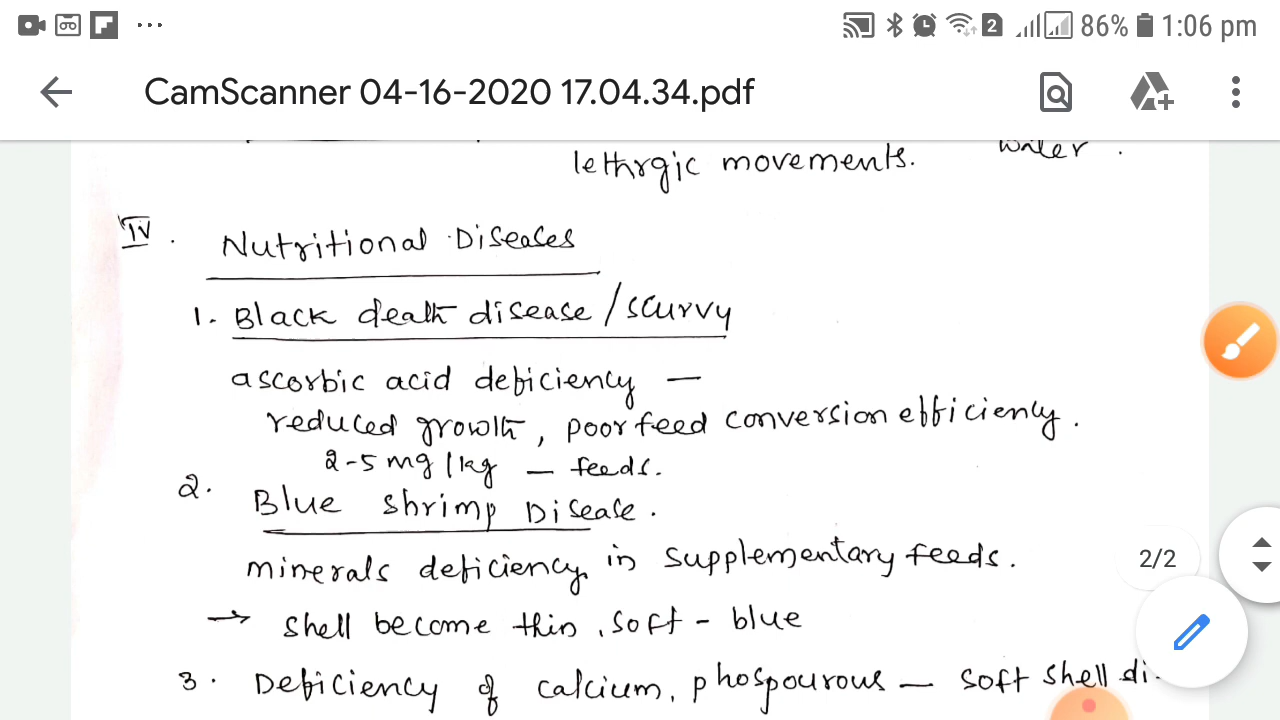 2 86% 1:06 pm
CamScanner 04-16-2020 17.04.34.pdf
water .
lethrgic movements.
IV . Nutritional Diseases
1. Black death disease / scurvy
ascorbic acid deficiency —
reduced growth, poor feed conversion efficiency.
2-5 mg / kg — feeds.
2. Blue shrimp Disease .
minerals deficiency in supplementary feeds.
→ shell become thin, soft - blue
2/2
3. Deficiency of calcium, phospourous — soft shell di